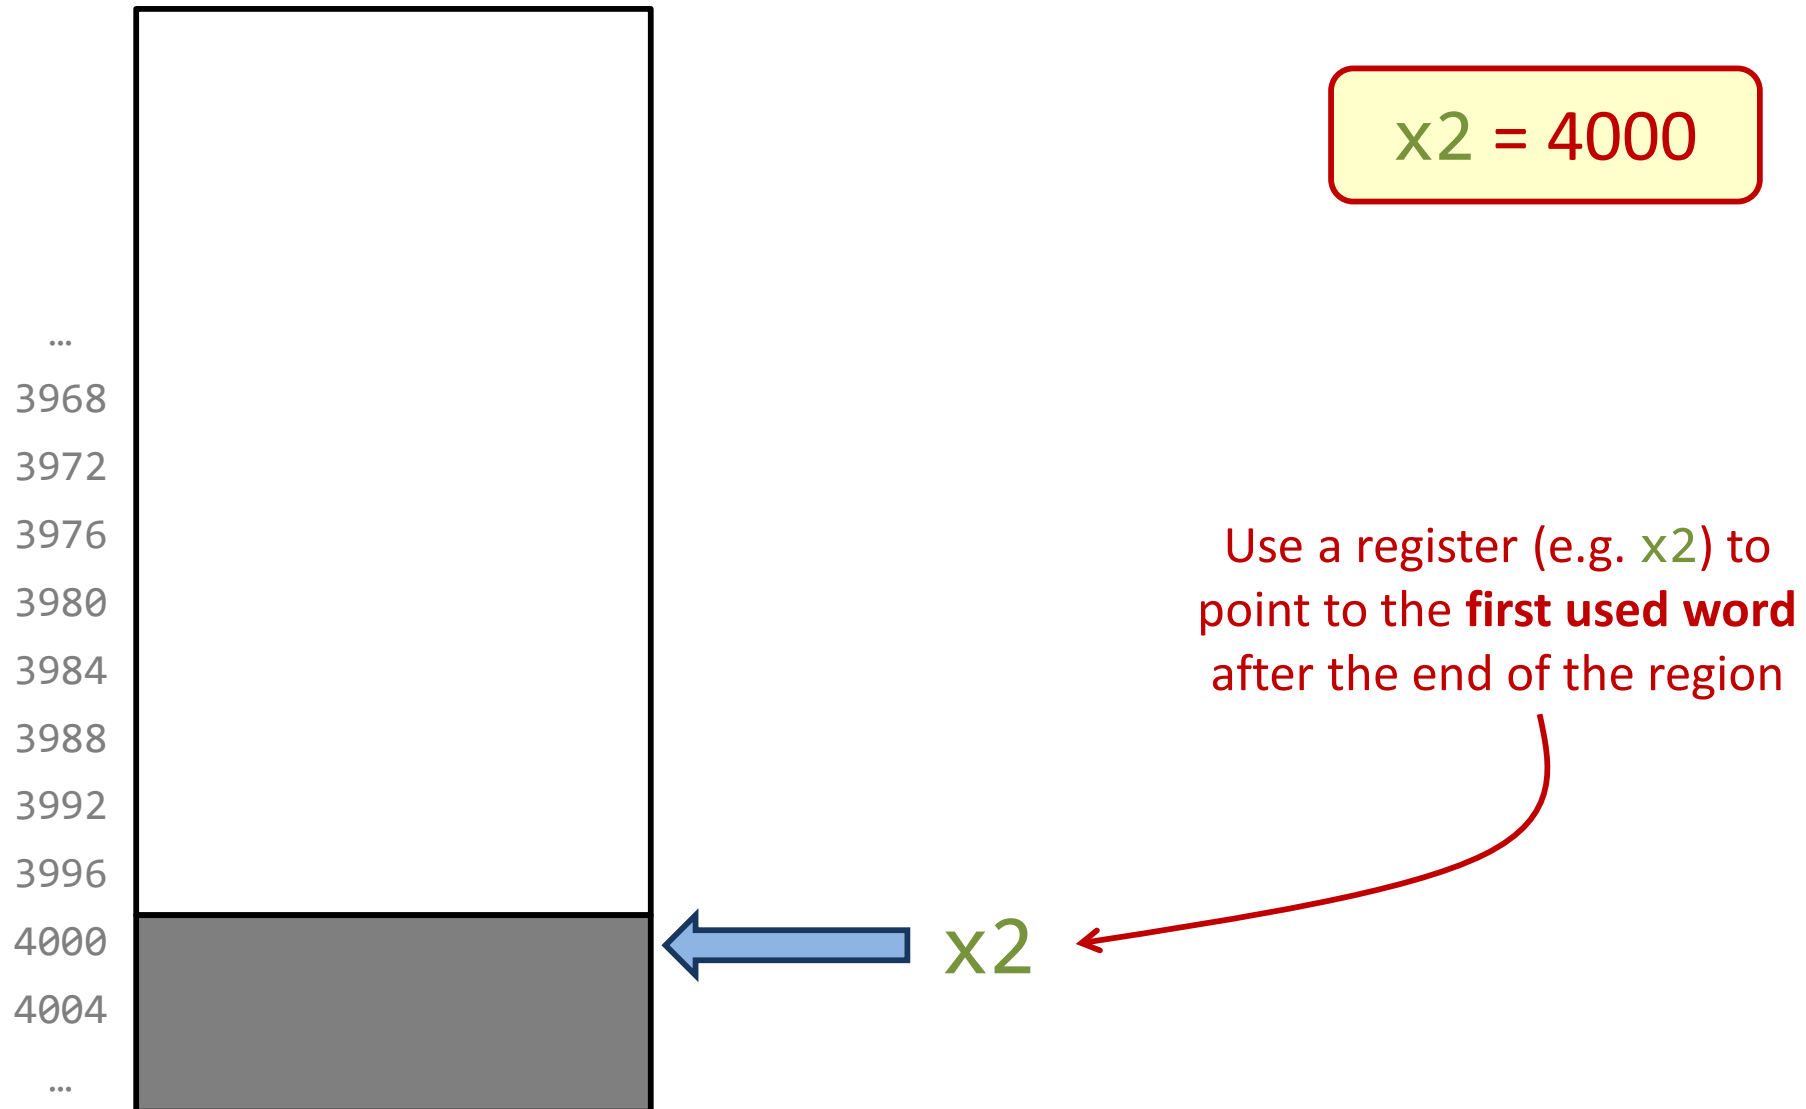 x2 = 4000
…
3968
3972
3976
3980
3984
3988
3992
3996
4000
4004
…
Use a register (e.g. x2) to
point to the first used word
after the end of the region
x2